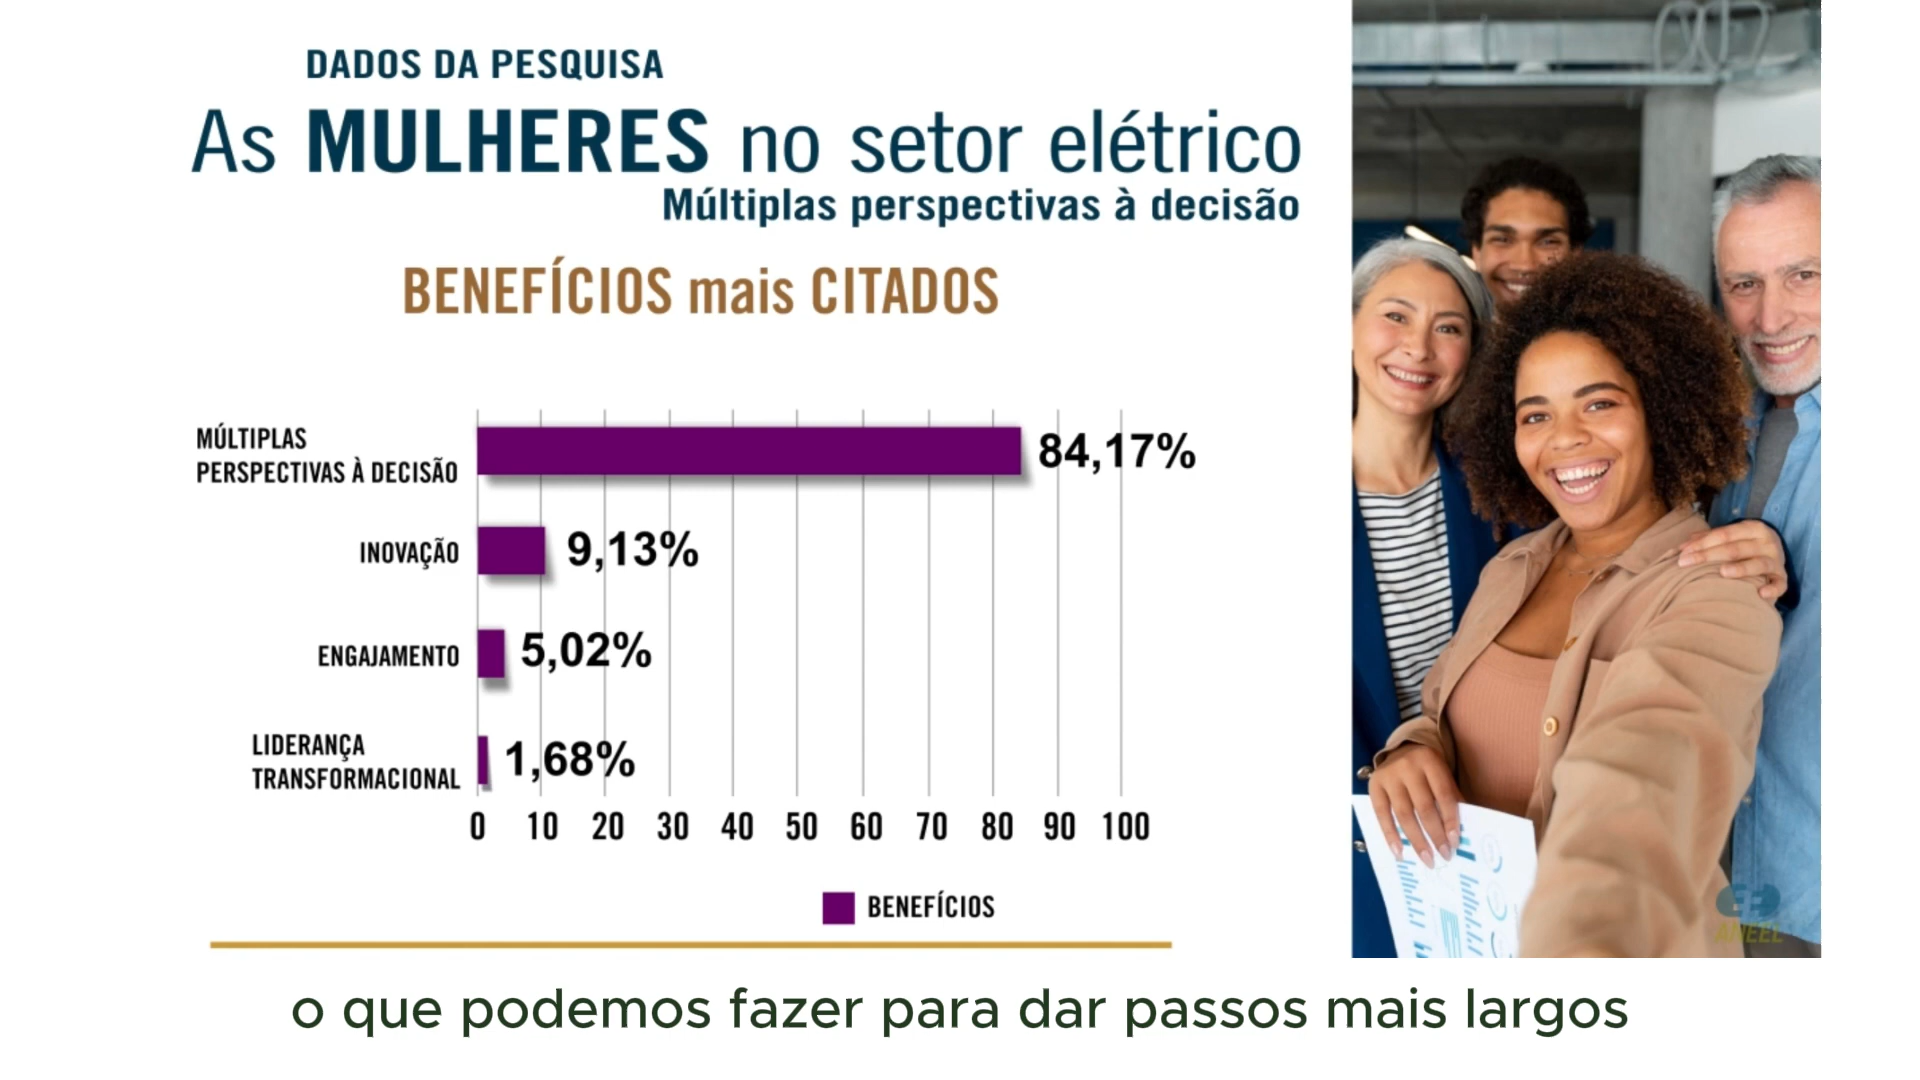 DADOS DA PESQUISA
As MULHERES no setor elétrico
Múltiplas perspectivas à decisão
BENEFÍCIOS mais CITADOS
MÚLTIPLAS
PERSPECTIVAS À DECISÃO
84,17%
INOVAÇÃO
9,13%
ENGAJAMENTO
5,02%
LIDERANÇA
TRANSFORMACIONAL
1,68%
0 10 20 30 40 50 60 70 80 90 100
BENEFÍCIOS
ANEEL
o que podemos fazer para dar passos mais largos